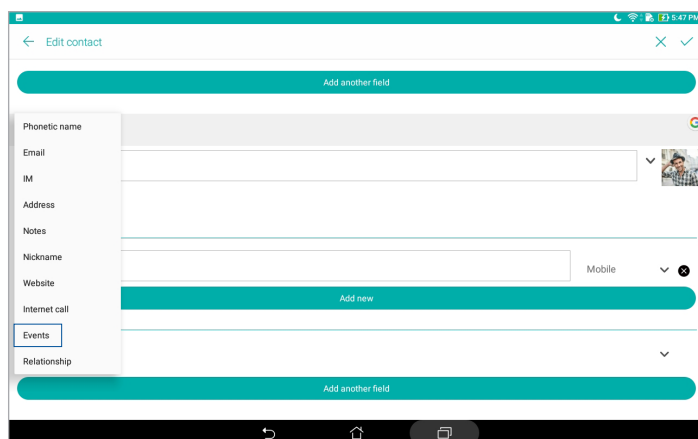 5:47 PM
Edit contact
Add another field
Phonetic name
Email
IM
Address
Notes
Nickname
Website
Mobile
Internet call
Add new
Events
Relationship
Add another field